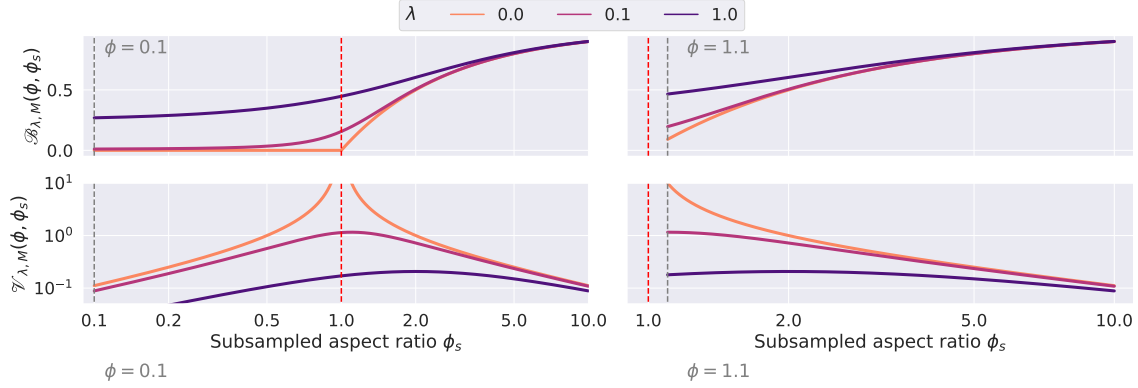 λ 0.0 0.1 1.0
ϕ = 0.1 ϕ = 1.1
ℬλ,M(ϕ, ϕs)
0.5
0.0
𝒱λ,M(ϕ, ϕs)
10¹
10⁰
10⁻¹
0.1 0.2 0.5 1.0 2.0 5.0 10.0 1.0 2.0 5.0 10.0
Subsampled aspect ratio ϕs Subsampled aspect ratio ϕs
ϕ = 0.1 ϕ = 1.1